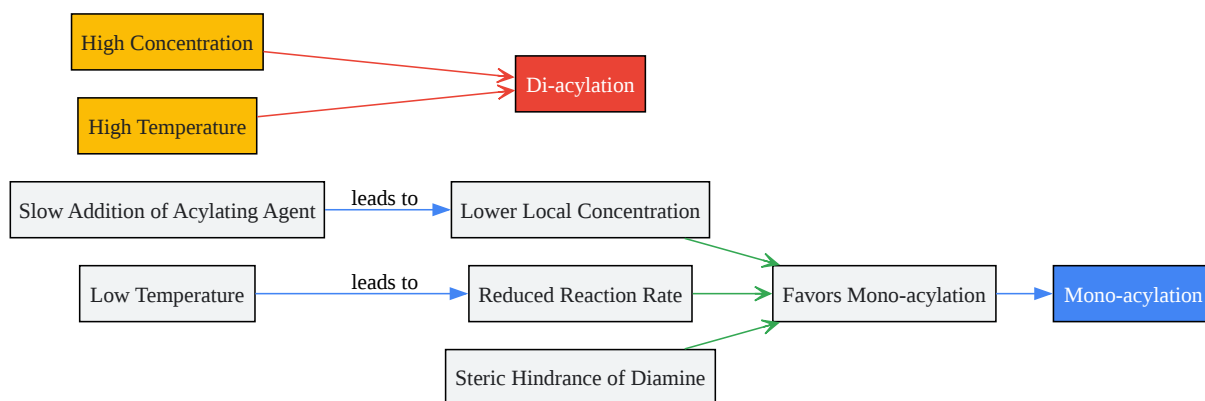 High Concentration
Di-acylation
High Temperature
Slow Addition of Acylating Agent
leads to
Lower Local Concentration
Low Temperature
leads to
Reduced Reaction Rate
Favors Mono-acylation
Mono-acylation
Steric Hindrance of Diamine